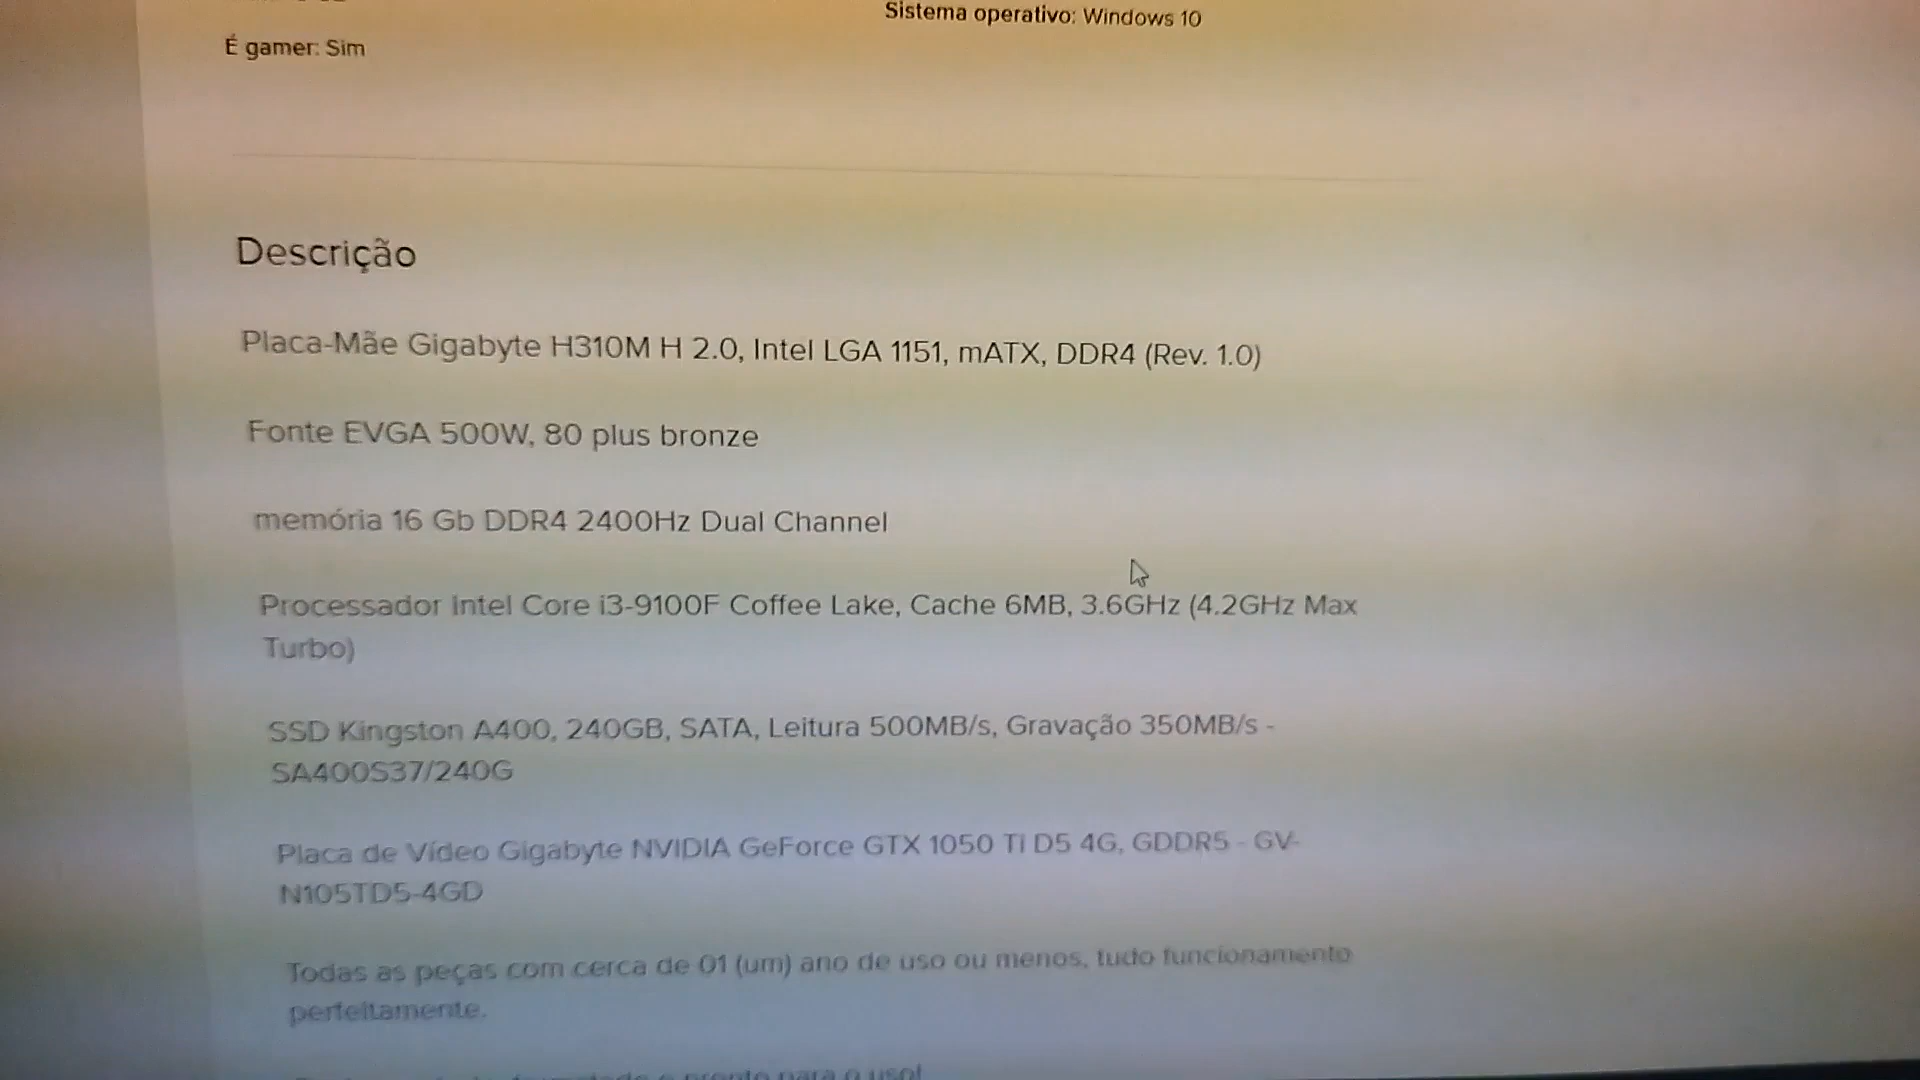 Sistema operativo: Windows 10
É gamer: Sim
Descrição
Placa-Mãe Gigabyte H310M H 2.0, Intel LGA 1151, mATX, DDR4 (Rev. 1.0)
Fonte EVGA 500W, 80 plus bronze
memória 16 Gb DDR4 2400Hz Dual Channel
Processador Intel Core i3-9100F Coffee Lake, Cache 6MB, 3.6GHz (4.2GHz Max
Turbo)
SSD Kingston A400, 240GB, SATA, Leitura 500MB/s, Gravação 350MB/s -
SA400S37/240G
Placa de Vídeo Gigabyte NVIDIA GeForce GTX 1050 TI D5 4G, GDDR5 - GV-
N105TD5-4GD
Todas as peças com cerca de 01 (um) ano de uso ou menos, tudo funcionamento
perfeitamente.
pronto para o uso!